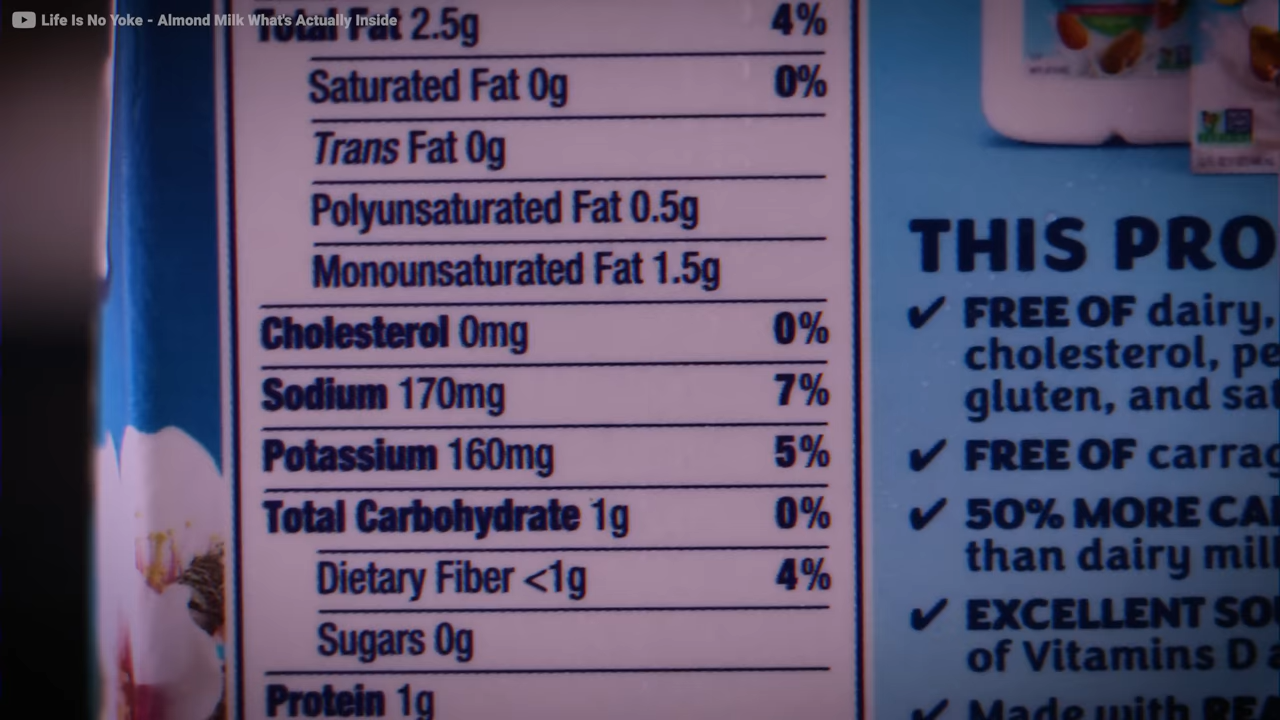 Life Is No Yoke - Almond Milk What's Actually Inside
Total Fat 2.5g 4%
Saturated Fat 0g 0%
Trans Fat 0g
Polyunsaturated Fat 0.5g
Monounsaturated Fat 1.5g
Cholesterol 0mg 0%
Sodium 170mg 7%
Potassium 160mg 5%
Total Carbohydrate 1g 0%
Dietary Fiber <1g 4%
Sugars 0g
Protein 1g
THIS PRO
✓ FREE OF dairy,
cholesterol, pe
gluten, and sat
✓ FREE OF carrag
✓ 50% MORE CAL
than dairy mil
✓ EXCELLENT SO
of Vitamins D a
✓ Made with REA